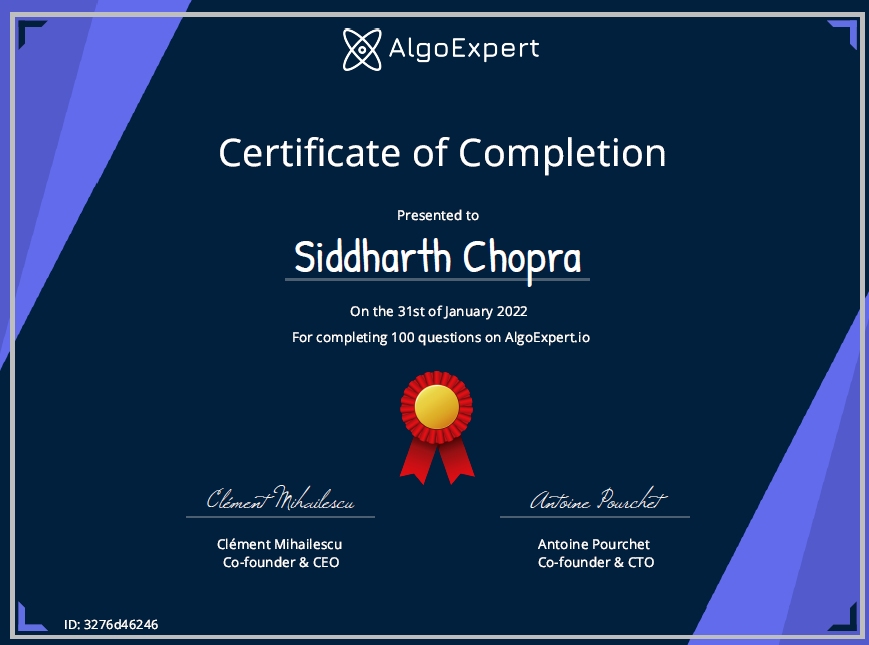 AlgoExpert
Certificate of Completion
Presented to
Siddharth Chopra
On the 31st of January 2022
For completing 100 questions on AlgoExpert.io
Clément Mihailescu
Antoine Pourchet
Clément Mihailescu
Co-founder & CEO
Antoine Pourchet
Co-founder & CTO
ID: 3276d46246